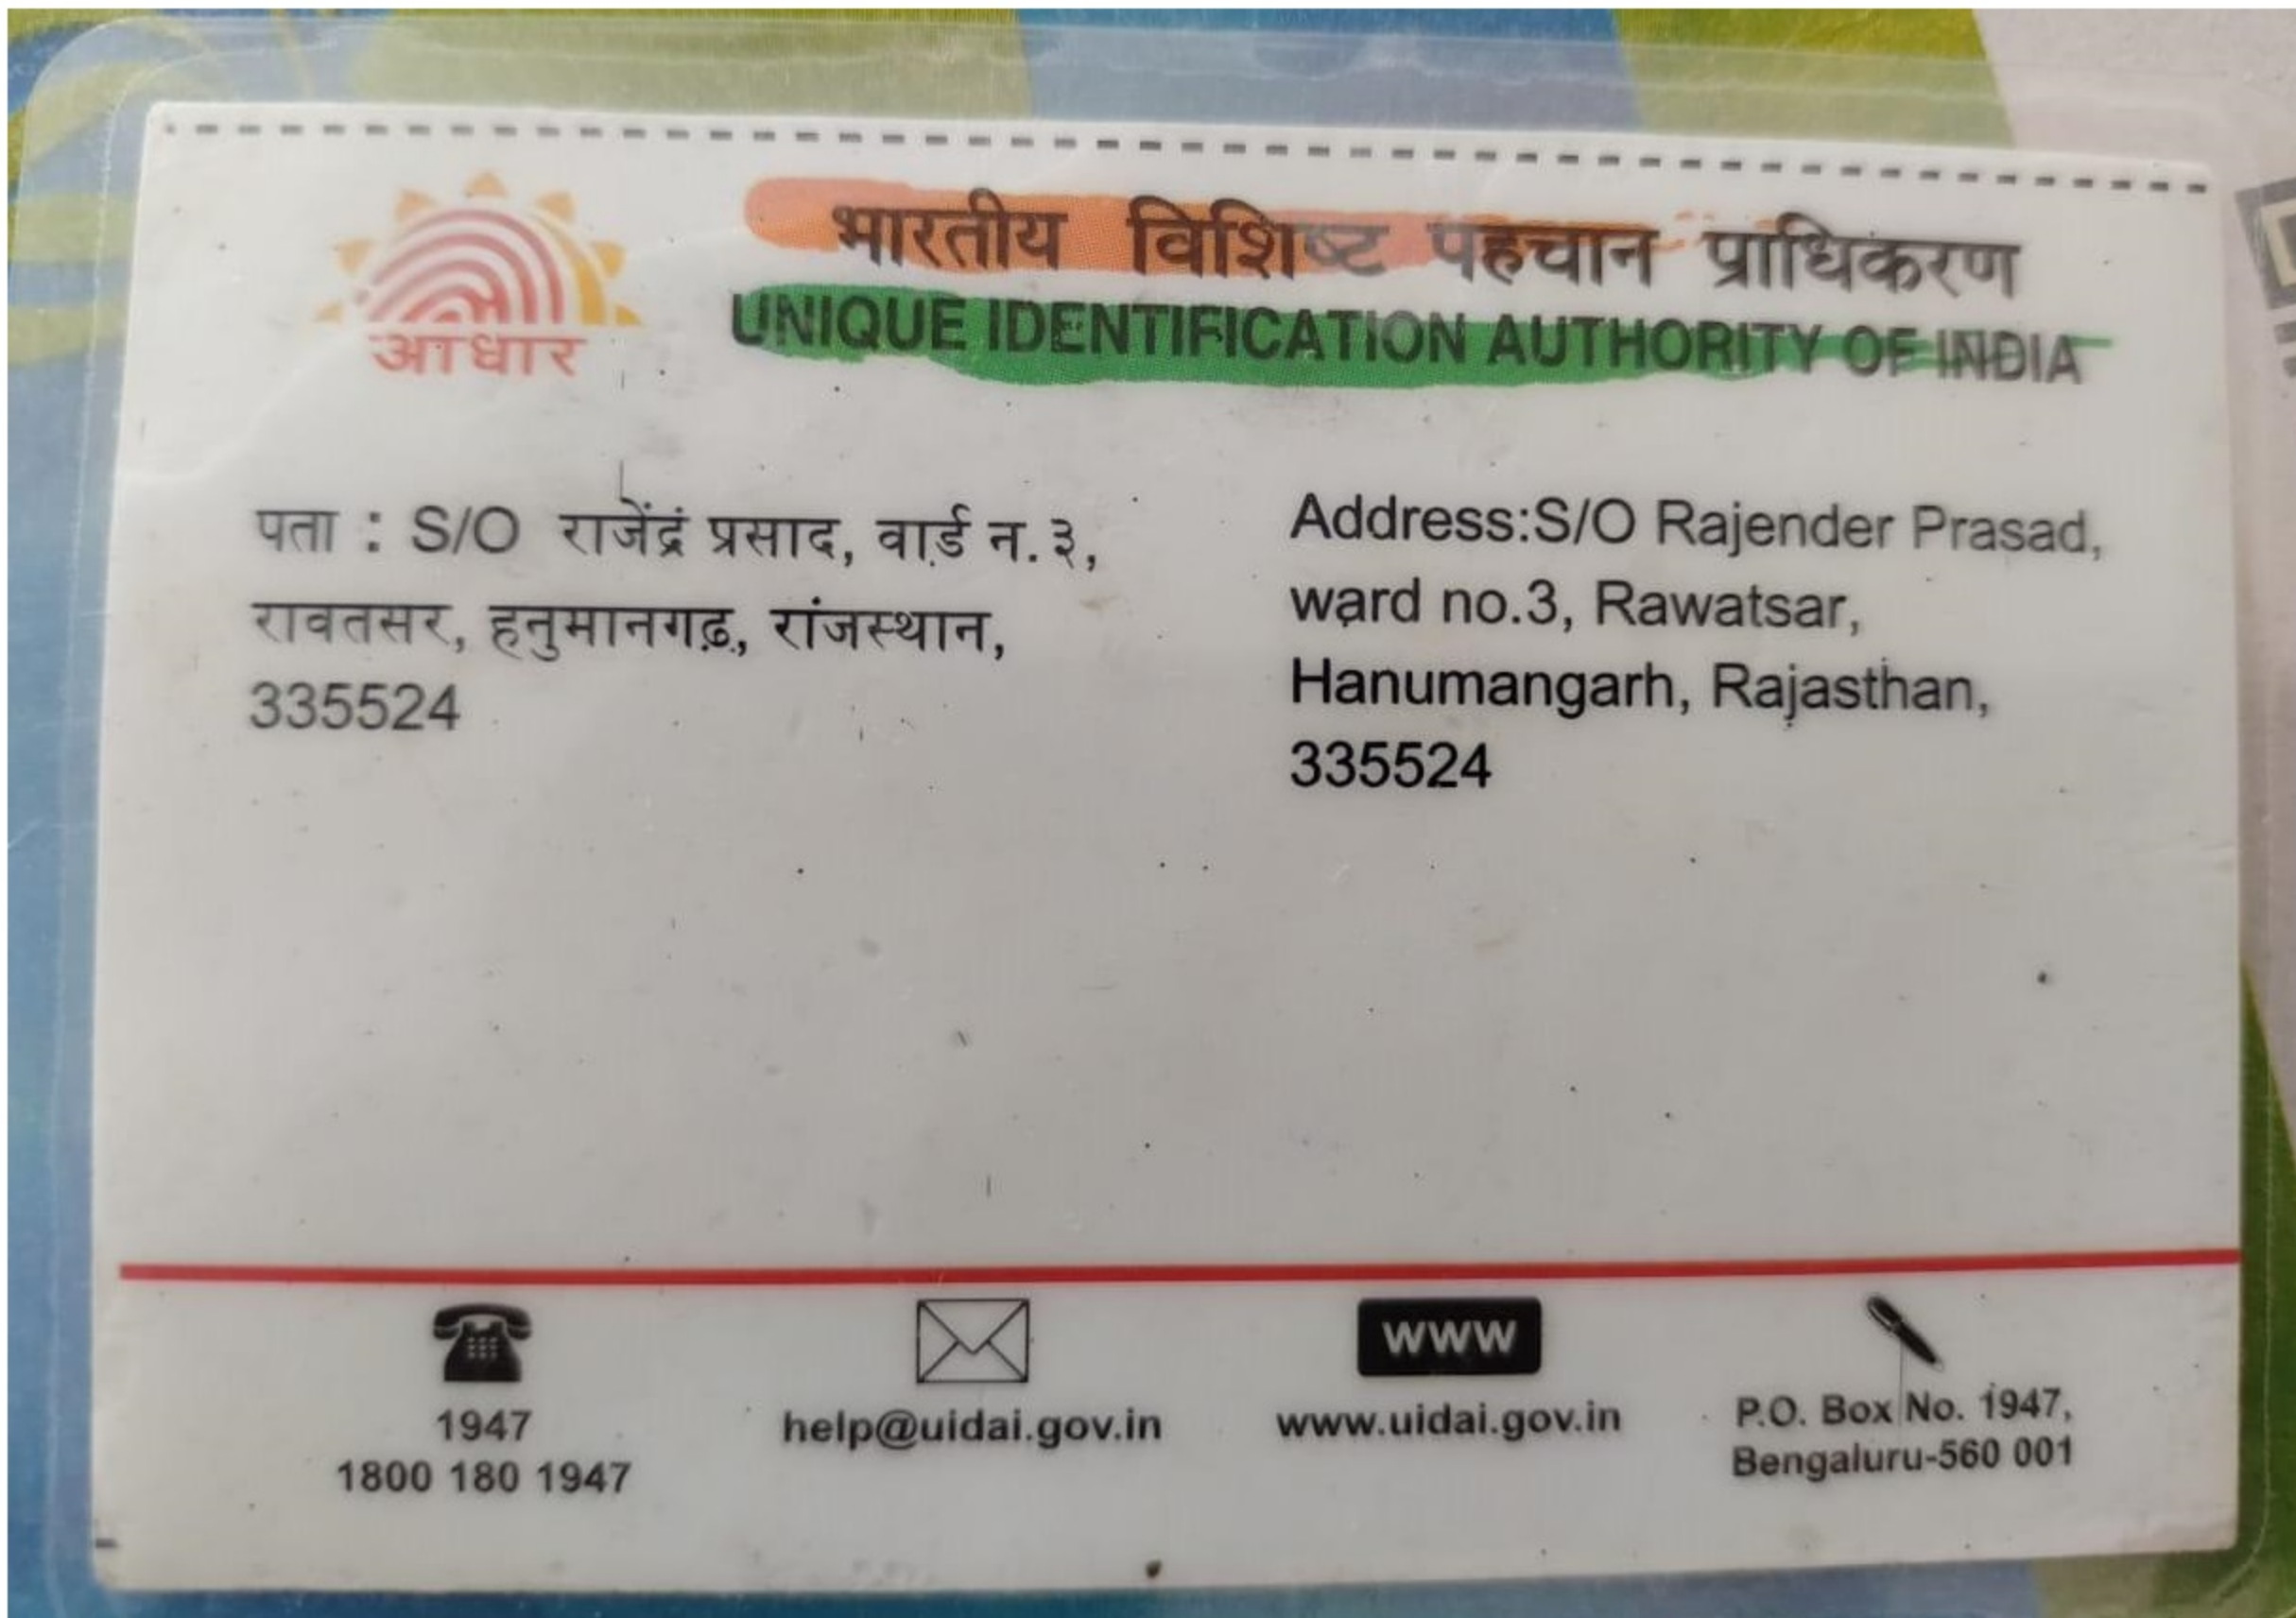 आधार
भारतीय विशिष्ट पहचान प्राधिकरण
UNIQUE IDENTIFICATION AUTHORITY OF INDIA
पता : S/O राजेंद्रं प्रसाद, वार्ड न.३,
रावतसर, हनुमानगढ़, रांजस्थान,
335524
Address:S/O Rajender Prasad,
ward no.3, Rawatsar,
Hanumangarh, Rajasthan,
335524
1947
1800 180 1947
help@uidai.gov.in
www
www.uidai.gov.in
P.O. Box No. 1947,
Bengaluru-560 001